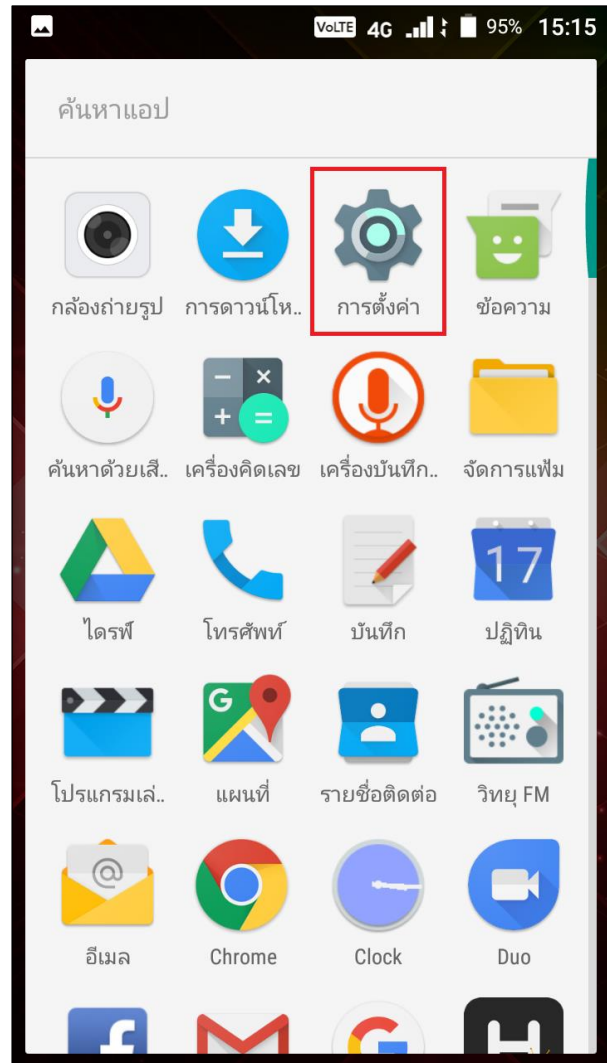 VoLTE 4G 95% 15:15
ค้นหาแอป
กล้องถ่ายรูป การดาวน์โห.. การตั้งค่า ข้อความ
ค้นหาด้วยเสี.. เครื่องคิดเลข เครื่องบันทึก.. จัดการแฟ้ม
17
ไดรฟ์ โทรศัพท์ บันทึก ปฏิทิน
G
โปรแกรมเล่.. แผนที่ รายชื่อติดต่อ วิทยุ FM
@
อีเมล Chrome Clock Duo